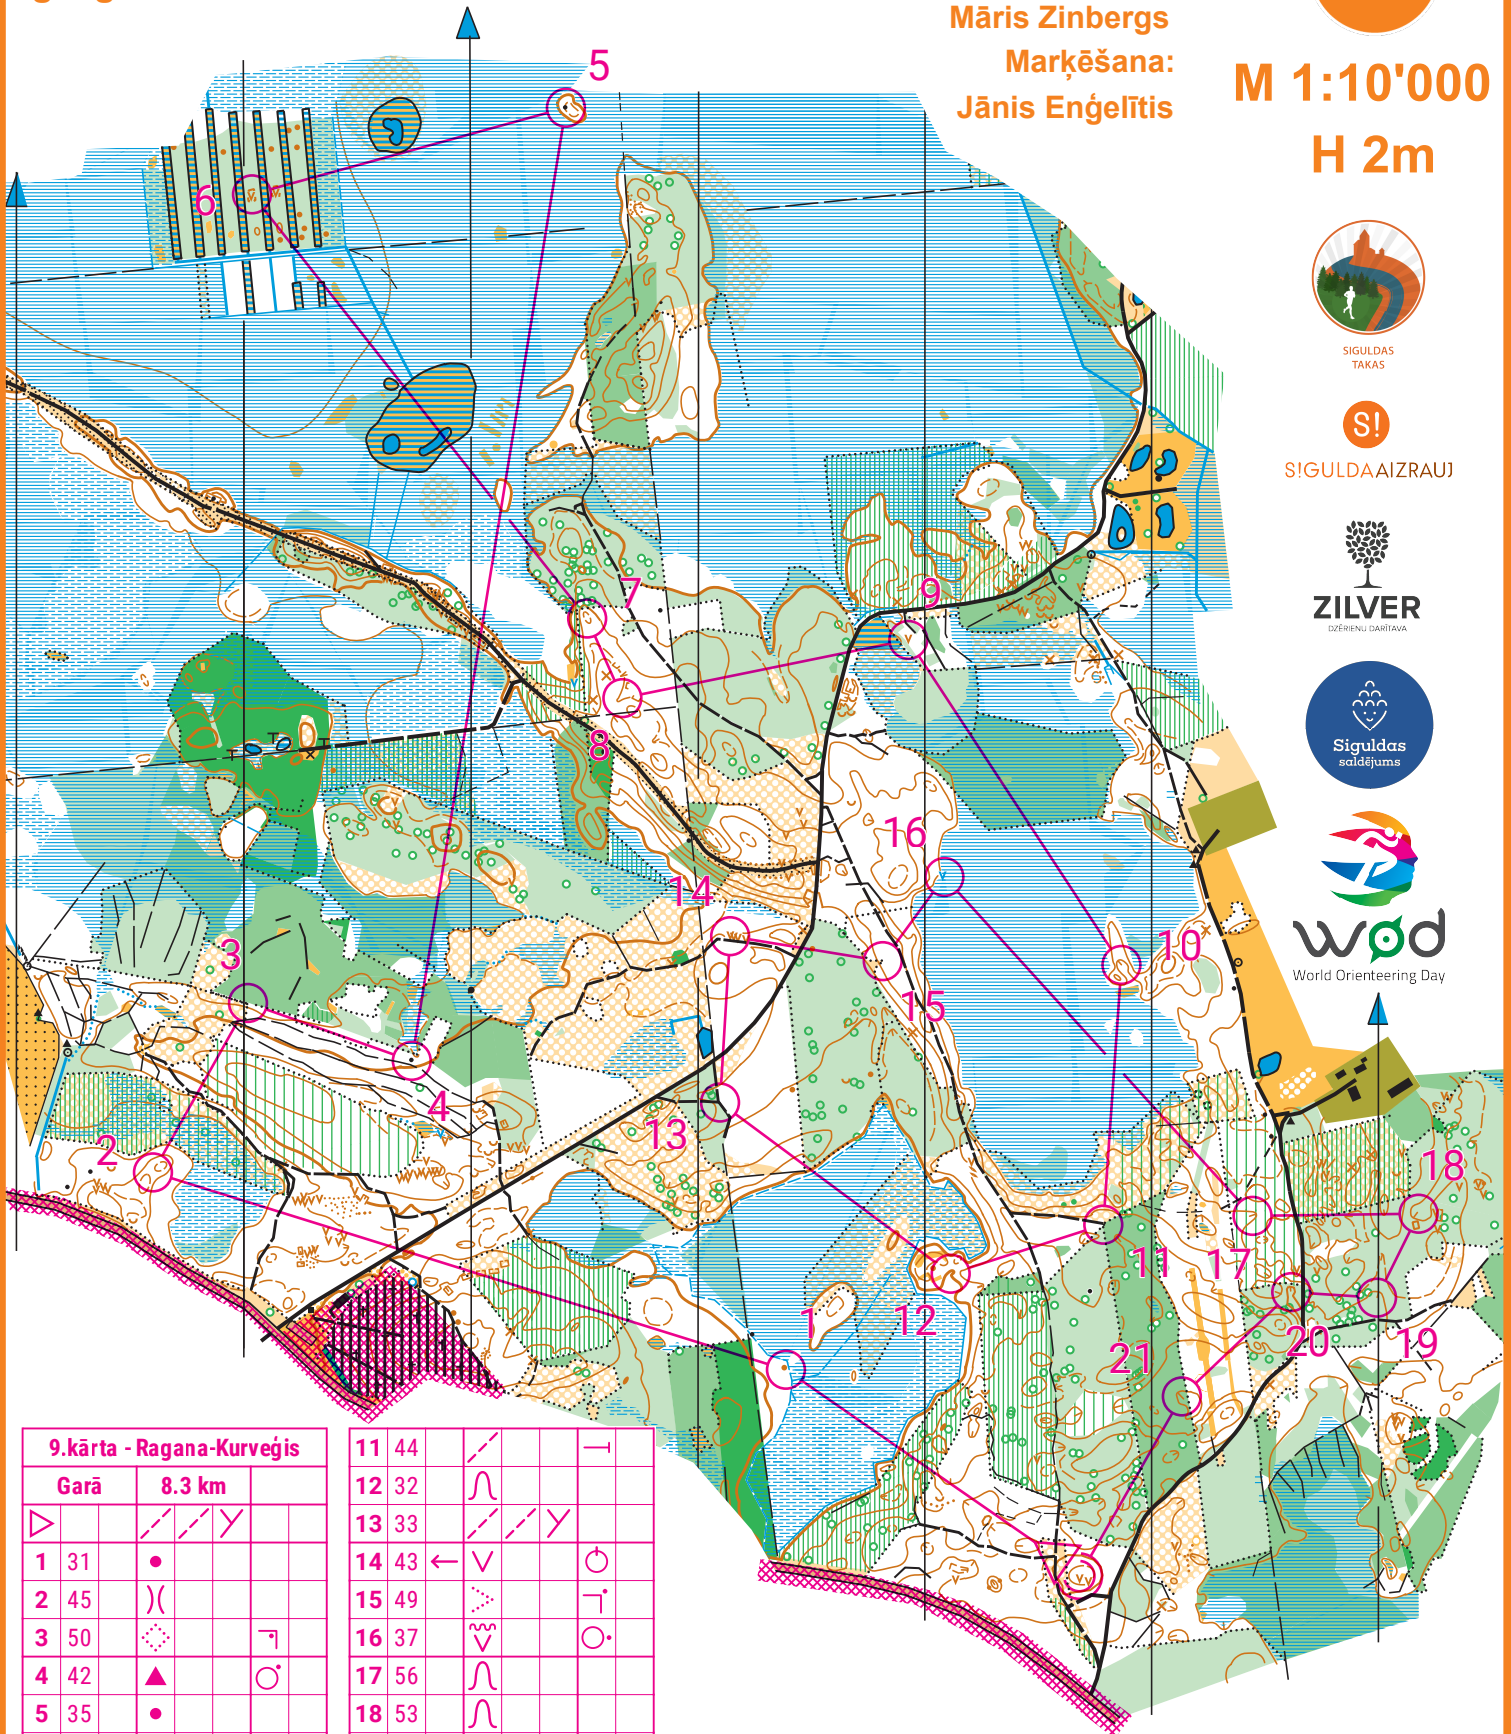 Māris Zinbergs
Marķēšana:
Jānis Enģelītis
M 1:10'000
H 2m
SIGULDAS
TAKAS
S!
S!GULDAAIZRAUJ
ZILVER
DZĒRIENU DARĪTAVA
Siguldas
saldējums
wod
World Orienteering Day
5
6
7
9
8
16
14
3
10
15
4
13
2
18
11
17
1
12
20
19
21
9.kārta - Ragana-Kurveģis
Garā 8.3 km
1 31
2 45
3 50
4 42
5 35
11 44
12 32
13 33
14 43
15 49
16 37
17 56
18 53